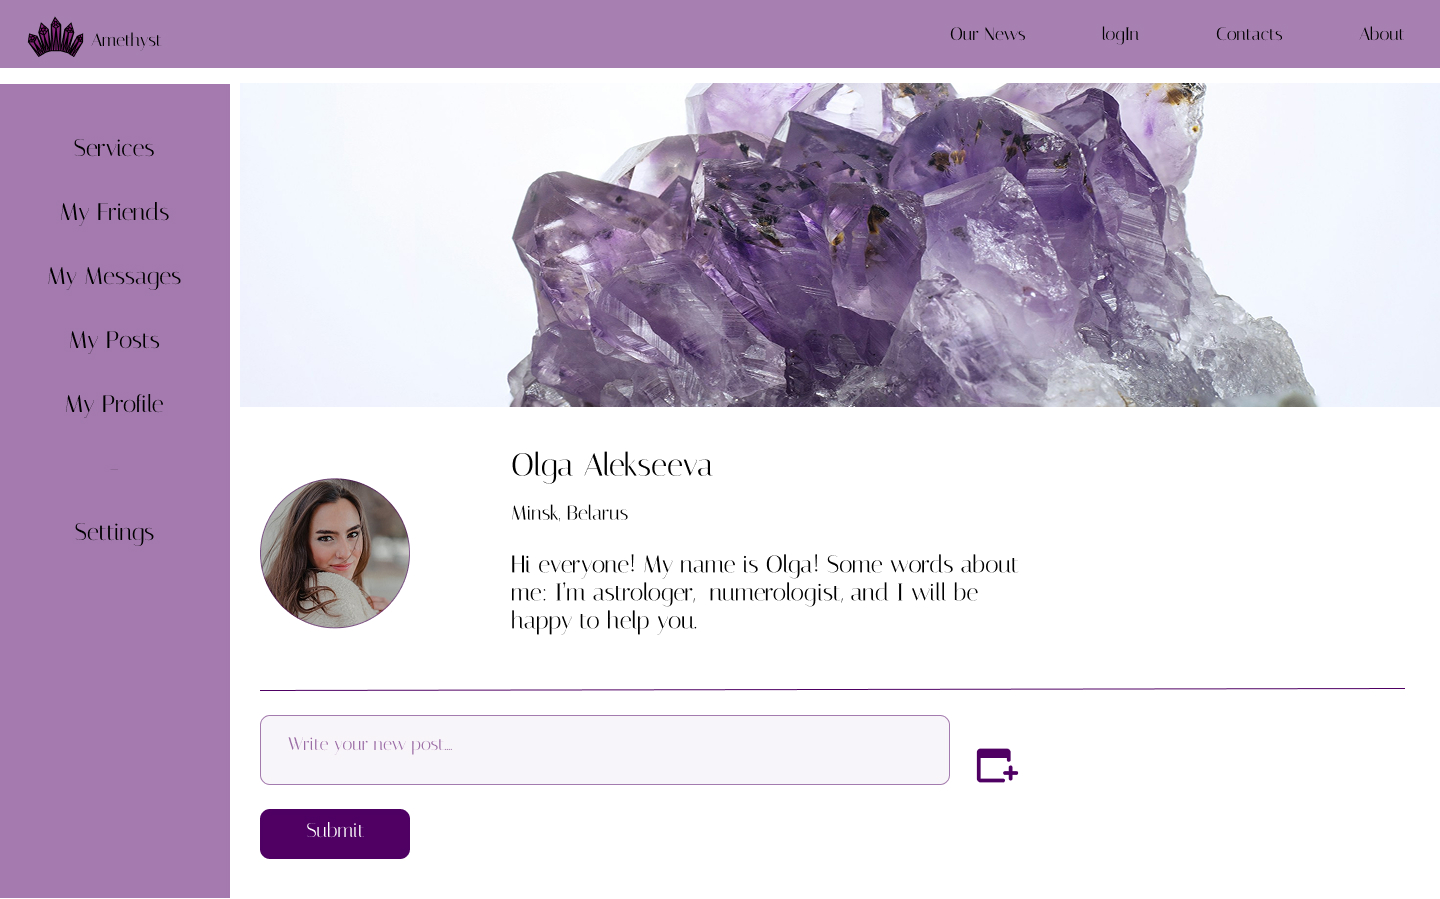 Amethyst
Our News
logIn
Contacts
About
Services
My Friends
My Messages
My Posts
My Profile
-
Settings
Olga Alekseeva
Minsk, Belarus
Hi everyone! My name is Olga! Some words about
me: I'm astrologer,  numerologist, and I will be
happy to help you.
Write your new post....
Submit